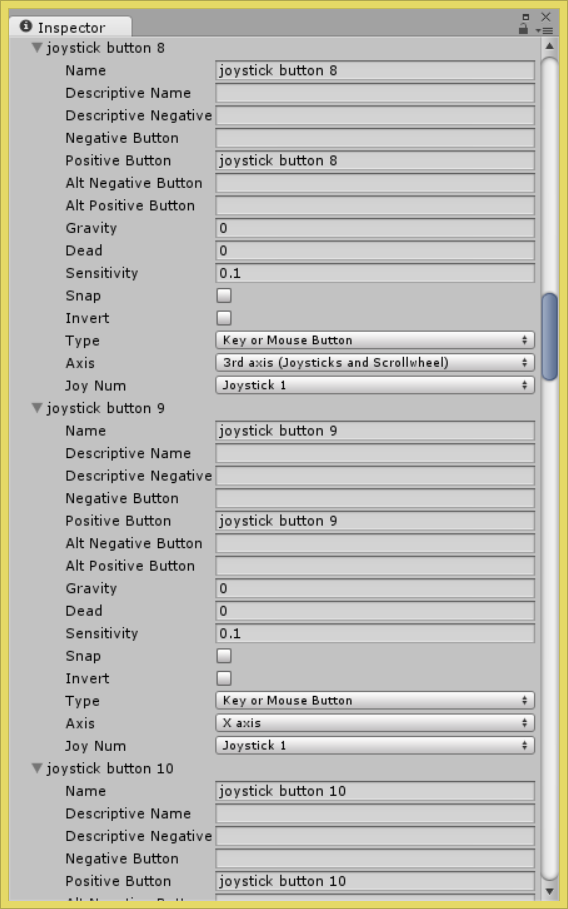 Inspector
joystick button 8
Name joystick button 8
Descriptive Name
Descriptive Negative
Negative Button
Positive Button joystick button 8
Alt Negative Button
Alt Positive Button
Gravity 0
Dead 0
Sensitivity 0.1
Snap
Invert
Type Key or Mouse Button
Axis 3rd axis (Joysticks and Scrollwheel)
Joy Num Joystick 1
joystick button 9
Name joystick button 9
Descriptive Name
Descriptive Negative
Negative Button
Positive Button joystick button 9
Alt Negative Button
Alt Positive Button
Gravity 0
Dead 0
Sensitivity 0.1
Snap
Invert
Type Key or Mouse Button
Axis X axis
Joy Num Joystick 1
joystick button 10
Name joystick button 10
Descriptive Name
Descriptive Negative
Negative Button
Positive Button joystick button 10